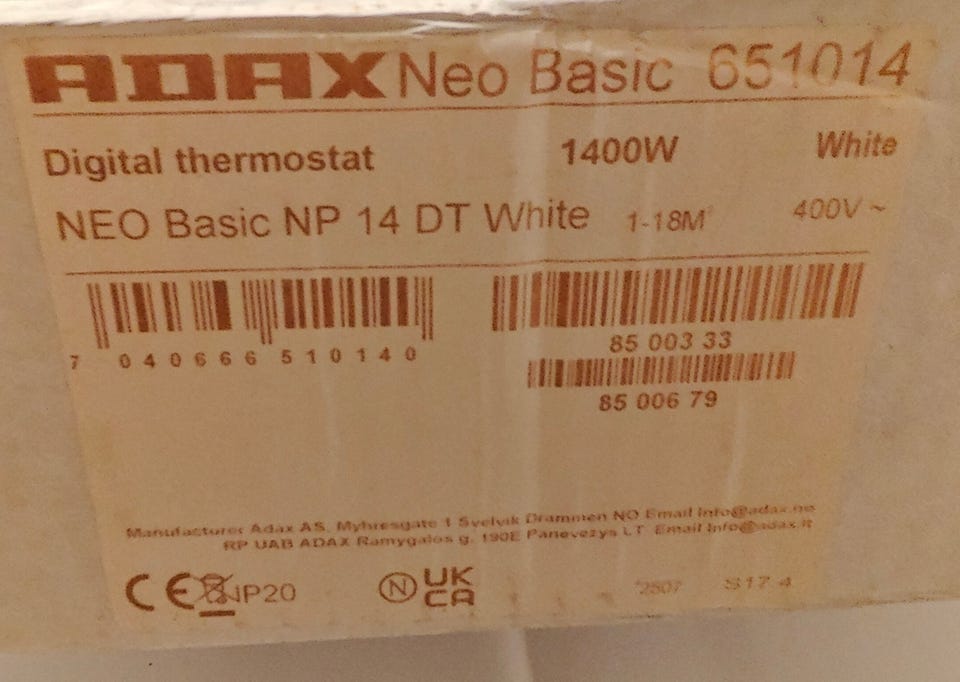 ADAX Neo Basic 651014
Digital thermostat 1400W White
NEO Basic NP 14 DT White 1-18M² 400V ~
7 040666 510140
85 003 33
85 006 79
Manufacturer Adax AS, Myhresgate 1 Svelvik Drammen NO Email Info@adax.no
RP UAB ADAX Ramygalos g. 190E Panevezys LT Email Info@adax.lt
CE IP20 N UK
CA
2507 S17 4